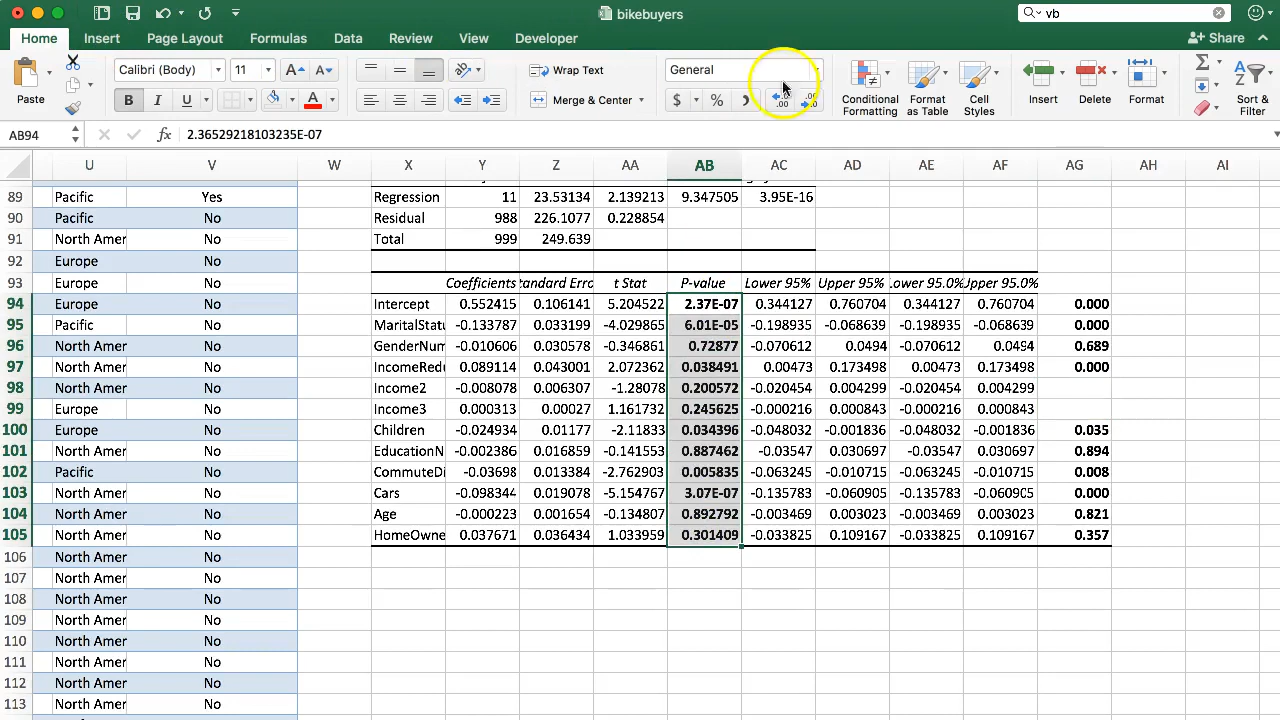 bikebuyers
vb
Home Insert Page Layout Formulas Data Review View Developer
Share
Calibri (Body) 11 Wrap Text General
Paste B I U Merge & Center $ % Conditional Formatting Format as Table Cell Styles Insert Delete Format Sort & Filter
AB94 fx 2.36529218103235E-07
U V W X Y Z AA AB AC AD AE AF AG AH AI
89 Pacific Yes Regression 11 23.53134 2.139213 9.347505 3.95E-16
90 Pacific No Residual 988 226.1077 0.228854
91 North Amer No Total 999 249.639
92 Europe No
93 Europe No Coefficients tandard Erro t Stat P-value Lower 95% Upper 95% Lower 95.0% Upper 95.0%
94 Europe No Intercept 0.552415 0.106141 5.204522 2.37E-07 0.344127 0.760704 0.344127 0.760704 0.000
95 Pacific No MaritalStatu -0.133787 0.033199 -4.029865 6.01E-05 -0.198935 -0.068639 -0.198935 -0.068639 0.000
96 North Amer No GenderNum -0.010606 0.030578 -0.346861 0.72877 -0.070612 0.0494 -0.070612 0.0494 0.689
97 North Amer No IncomeRed 0.089114 0.043001 2.072362 0.038491 0.00473 0.173498 0.00473 0.173498 0.000
98 North Amer No Income2 -0.008078 0.006307 -1.28078 0.200572 -0.020454 0.004299 -0.020454 0.004299
99 Europe No Income3 0.000313 0.00027 1.161732 0.245625 -0.000216 0.000843 -0.000216 0.000843
100 Europe No Children -0.024934 0.01177 -2.11833 0.034396 -0.048032 -0.001836 -0.048032 -0.001836 0.035
101 North Amer No EducationN -0.002386 0.016859 -0.141553 0.887462 -0.03547 0.030697 -0.03547 0.030697 0.894
102 Pacific No CommuteDi -0.03698 0.013384 -2.762903 0.005835 -0.063245 -0.010715 -0.063245 -0.010715 0.008
103 North Amer No Cars -0.098344 0.019078 -5.154767 3.07E-07 -0.135783 -0.060905 -0.135783 -0.060905 0.000
104 North Amer No Age -0.000223 0.001654 -0.134807 0.892792 -0.003469 0.003023 -0.003469 0.003023 0.821
105 North Amer No HomeOwne 0.037671 0.036434 1.033959 0.301409 -0.033825 0.109167 -0.033825 0.109167 0.357
106 North Amer No
107 North Amer No
108 North Amer No
109 North Amer No
110 North Amer No
111 North Amer No
112 North Amer No
113 North Amer No